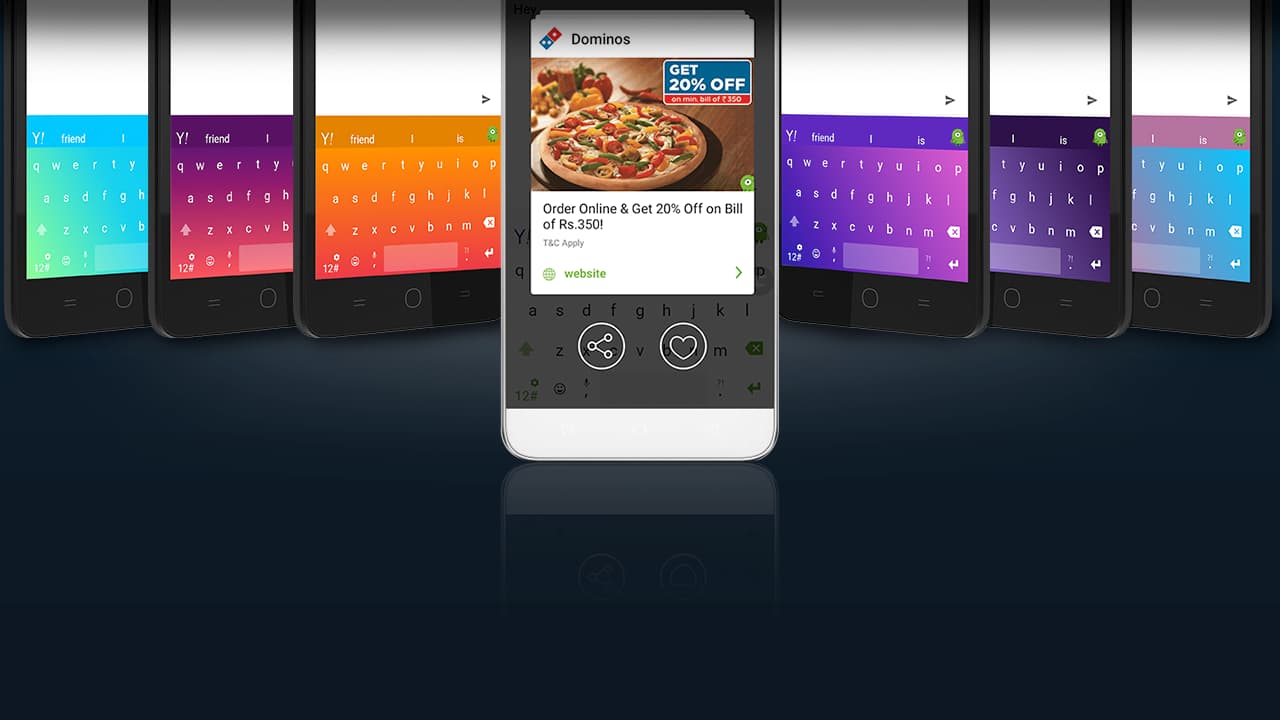 Hey
Dominos
GET
20% OFF
on min. bill of ₹350
Order Online & Get 20% Off on Bill
of Rs.350!
T&C Apply
website
Y!
q p
a s d f g h j k l
z c v n m
?!
12# ,  .
Y! friend I
q w e r t y
a s d f g h
z x c v b
12# ,
Y! friend I
q w e r t y
a s d f g h
z x c v b n
12# ,
Y! friend I is
q w e r t y u i o p
a s d f g h j k l
z x c v b n m
?!
12# , .
Y! friend I is
q w e r t y u i o p
a s d f g h j k l
z x c v b n m
?!
12# , .
I is
t y u i o p
f g h j k l
c v b n m
?!
.
I is
t y u i o p
f g h j k l
c v b n m
?!
.